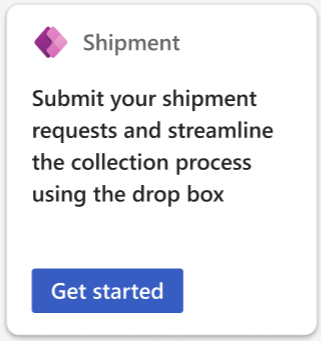 Shipment
Submit your shipment
requests and streamline
the collection process
using the drop box
Get started